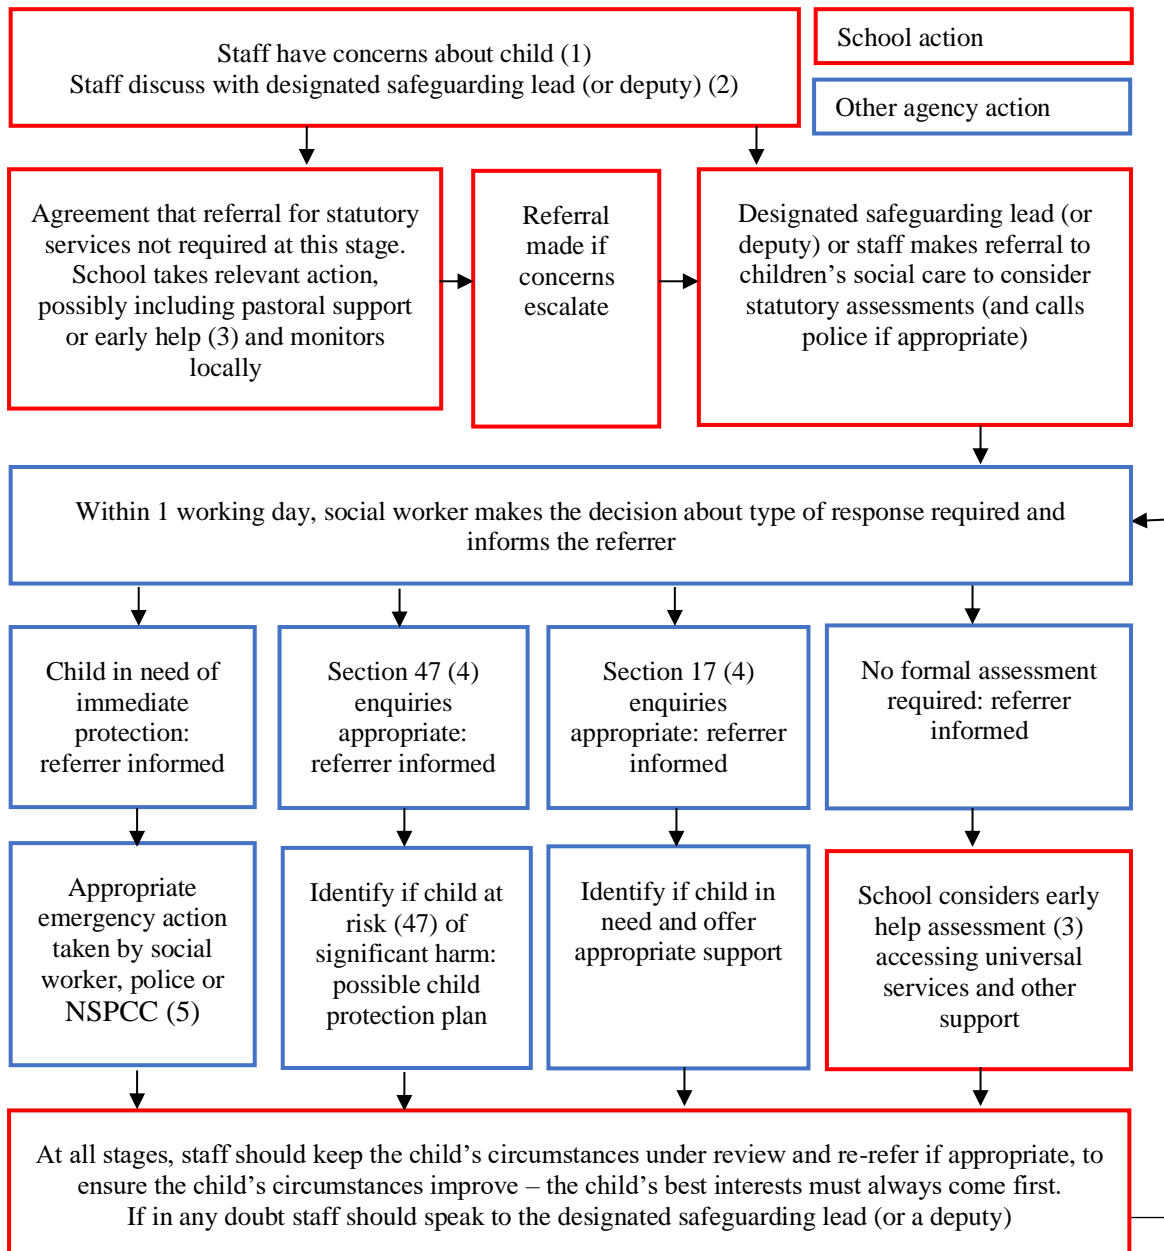 Staff have concerns about child (1)
Staff discuss with designated safeguarding lead (or deputy) (2)
School action
Other agency action
Agreement that referral for statutory
services not required at this stage.
School takes relevant action,
possibly including pastoral support
or early help (3) and monitors
locally
Referral
made if
concerns
escalate
Designated safeguarding lead (or
deputy) or staff makes referral to
children’s social care to consider
statutory assessments (and calls
police if appropriate)
Within 1 working day, social worker makes the decision about type of response required and
informs the referrer
Child in need of
immediate
protection:
referrer informed
Section 47 (4)
enquiries
appropriate:
referrer informed
Section 17 (4)
enquiries
appropriate: referrer
informed
No formal assessment
required: referrer
informed
Appropriate
emergency action
taken by social
worker, police or
NSPCC (5)
Identify if child at
risk (47) of
significant harm:
possible child
protection plan
Identify if child in
need and offer
appropriate support
School considers early
help assessment (3)
accessing universal
services and other
support
At all stages, staff should keep the child’s circumstances under review and re-refer if appropriate, to
ensure the child’s circumstances improve – the child’s best interests must always come first.
If in any doubt staff should speak to the designated safeguarding lead (or a deputy)